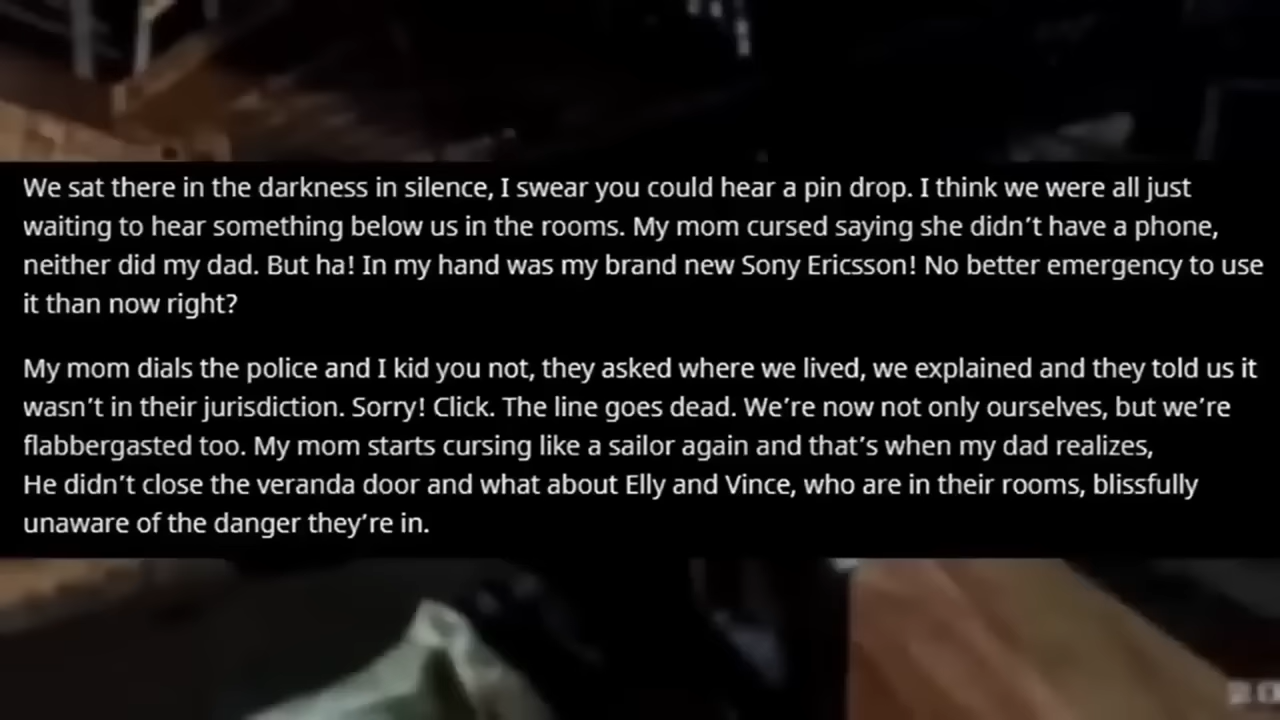 We sat there in the darkness in silence, I swear you could hear a pin drop. I think we were all just
waiting to hear something below us in the rooms. My mom cursed saying she didn’t have a phone,
neither did my dad. But ha! In my hand was my brand new Sony Ericsson! No better emergency to use
it than now right?
My mom dials the police and I kid you not, they asked where we lived, we explained and they told us it
wasn’t in their jurisdiction. Sorry! Click. The line goes dead. We’re now not only ourselves, but we’re
flabbergasted too. My mom starts cursing like a sailor again and that’s when my dad realizes,
He didn’t close the veranda door and what about Elly and Vince, who are in their rooms, blissfully
unaware of the danger they’re in.